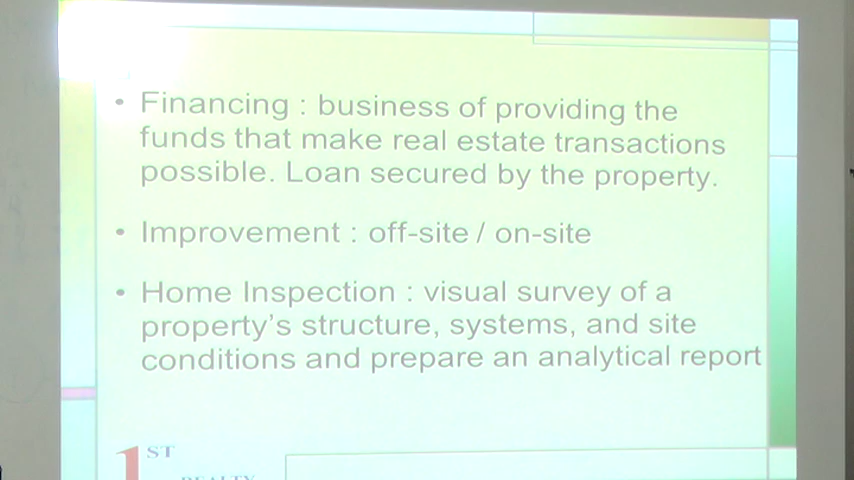 • Financing : business of providing the
funds that make real estate transactions
possible. Loan secured by the property.
• Improvement : off-site / on-site
• Home Inspection : visual survey of a
property's structure, systems, and site
conditions and prepare an analytical report
1ST
REALTY